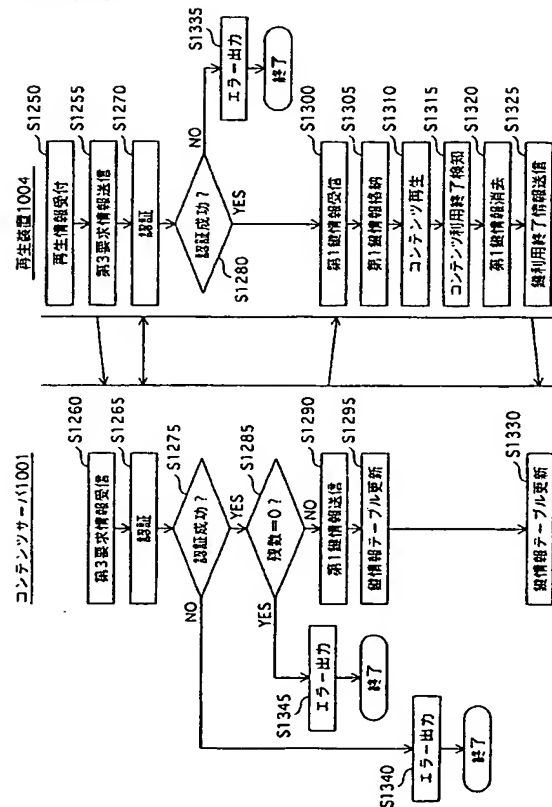 コンテンツサーバ1001
S1260
第3要求情報受信
S1265
認証
S1275
認証成功?
NO
YES
S1285
残数=0?
YES
NO
S1290
第1鍵情報送信
S1295
鍵情報テーブル更新
S1330
鍵情報テーブル更新
S1345
エラー出力
終了
S1340
エラー出力
終了
再生装置1004
S1250
再生情報受付
S1255
第3要求情報送信
S1270
認証
認証成功?
S1280
NO
YES
S1335
エラー出力
終了
S1300
第1鍵情報受信
S1305
第1鍵情報格納
S1310
コンテンツ再生
S1315
コンテンツ利用終了検知
S1320
第1鍵情報消去
S1325
鍵利用終了情報送信